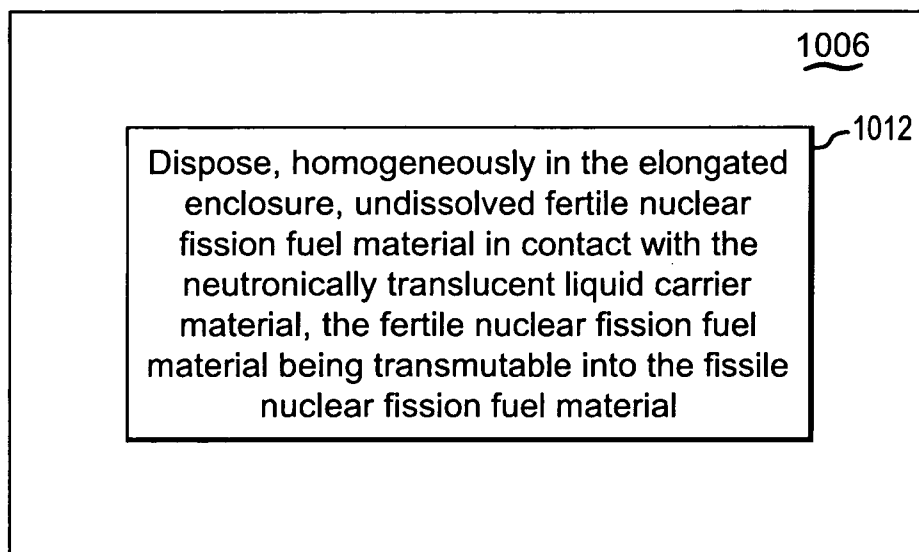 1006
1012
Dispose, homogeneously in the elongated
enclosure, undissolved fertile nuclear
fission fuel material in contact with the
neutronically translucent liquid carrier
material, the fertile nuclear fission fuel
material being transmutable into the fissile
nuclear fission fuel material